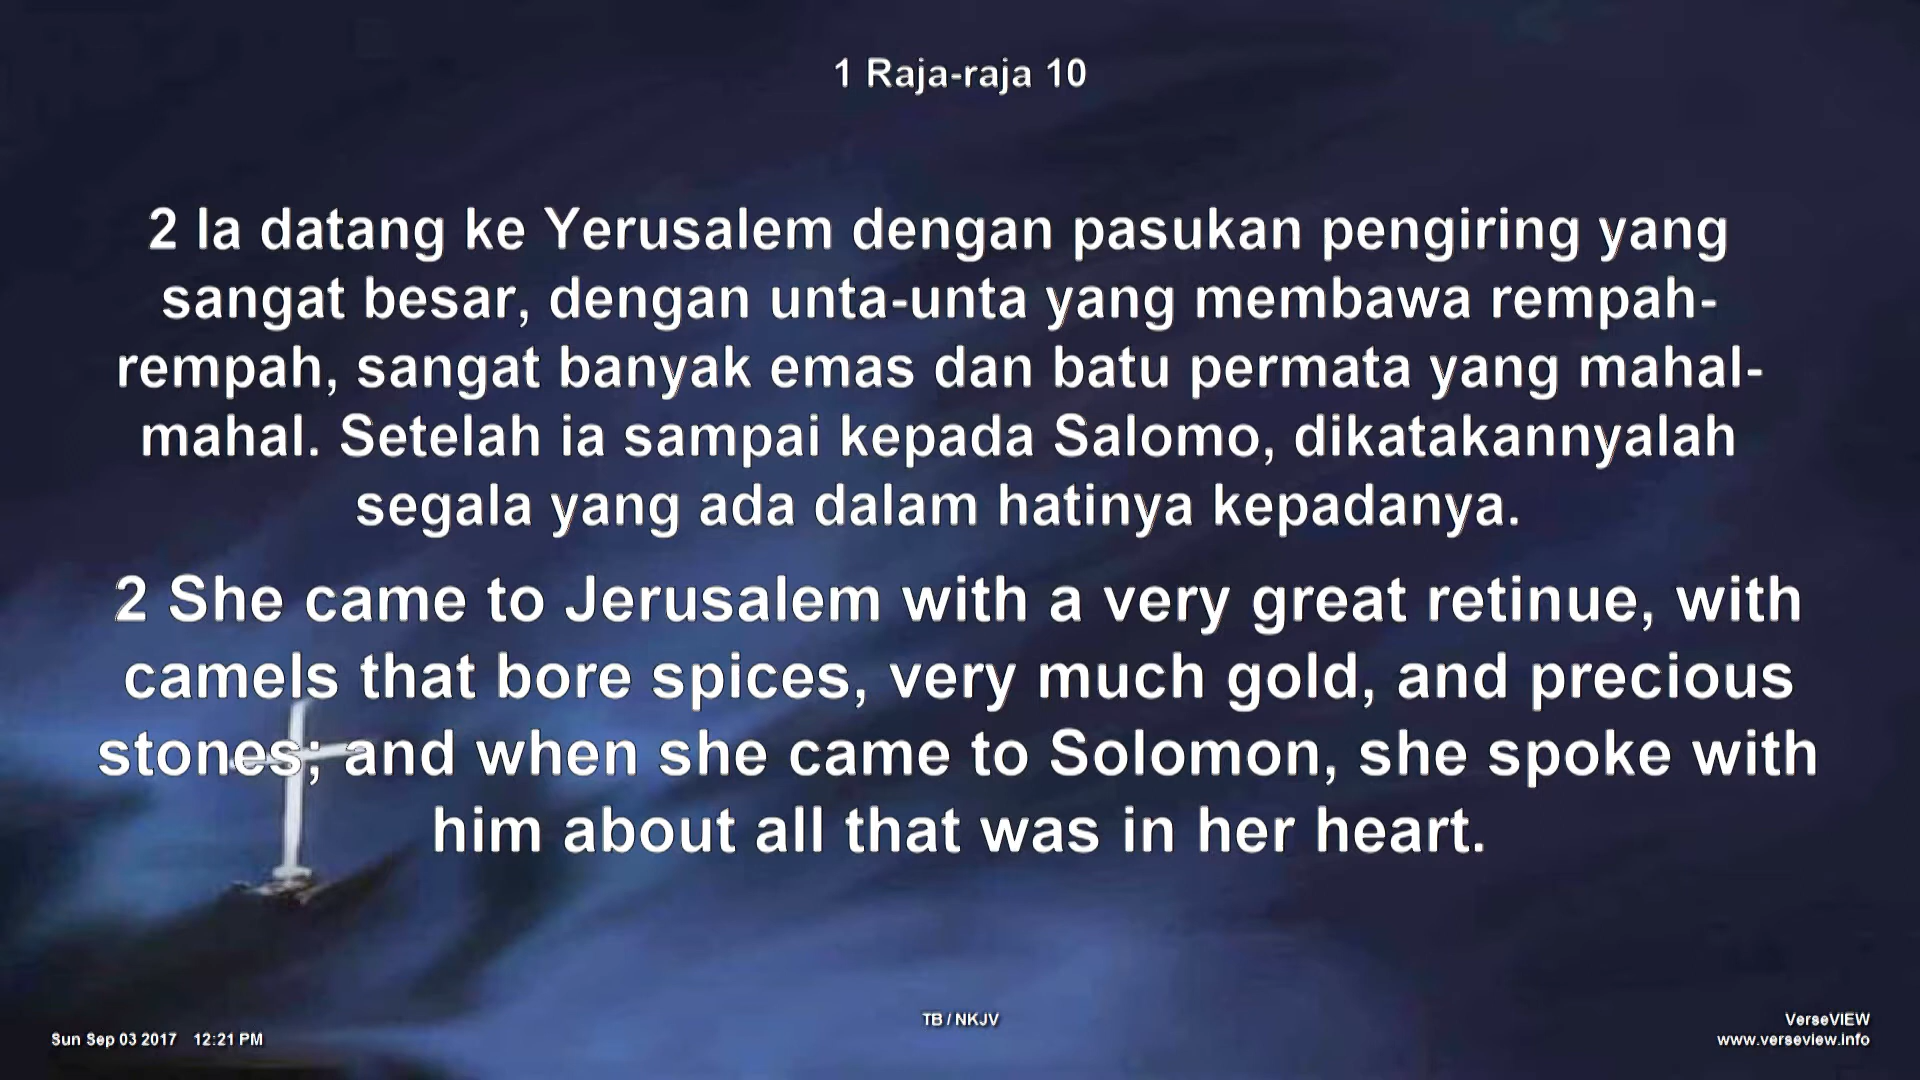 1 Raja-raja 10
2 Ia datang ke Yerusalem dengan pasukan pengiring yang
sangat besar, dengan unta-unta yang membawa rempah-
rempah, sangat banyak emas dan batu permata yang mahal-
mahal. Setelah ia sampai kepada Salomo, dikatakannyalah
segala yang ada dalam hatinya kepadanya.
2 She came to Jerusalem with a very great retinue, with
camels that bore spices, very much gold, and precious
stones; and when she came to Solomon, she spoke with
him about all that was in her heart.
TB / NKJV
Sun Sep 03 2017 12:21 PM
VerseVIEW
www.verseview.info